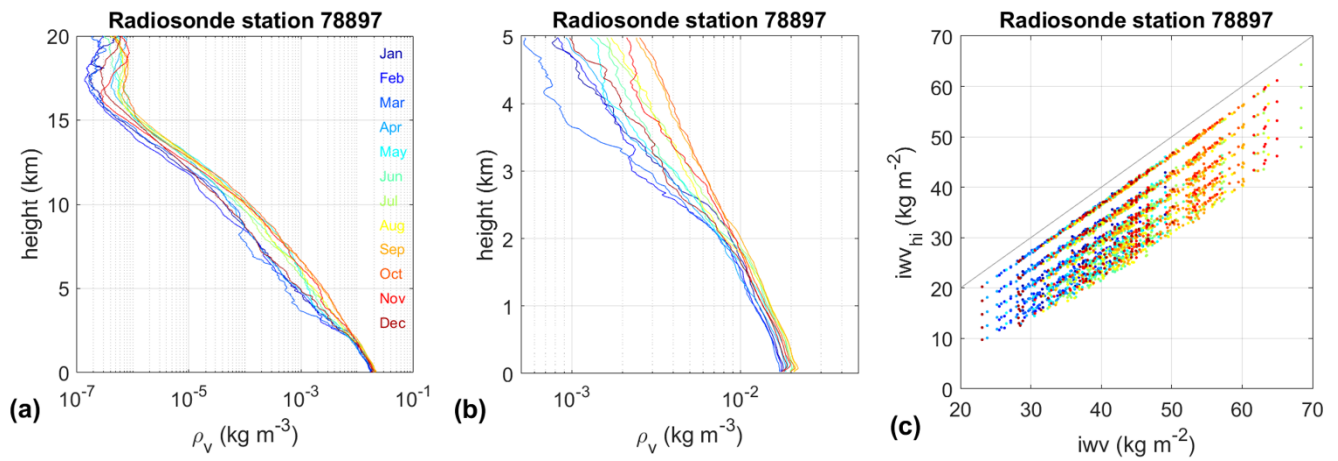 Radiosonde station 78897
20
15
10
5
0
height (km)
Jan
Feb
Mar
Apr
May
Jun
Jul
Aug
Sep
Oct
Nov
Dec
10-7
10-5
10-3
10-1
ρv (kg m-3)
(a)
Radiosonde station 78897
5
4
3
2
1
0
height (km)
10-3
10-2
ρv (kg m-3)
(b)
Radiosonde station 78897
70
60
50
40
30
20
10
0
iwvhi (kg m-2)
20
30
40
50
60
70
iwv (kg m-2)
(c)